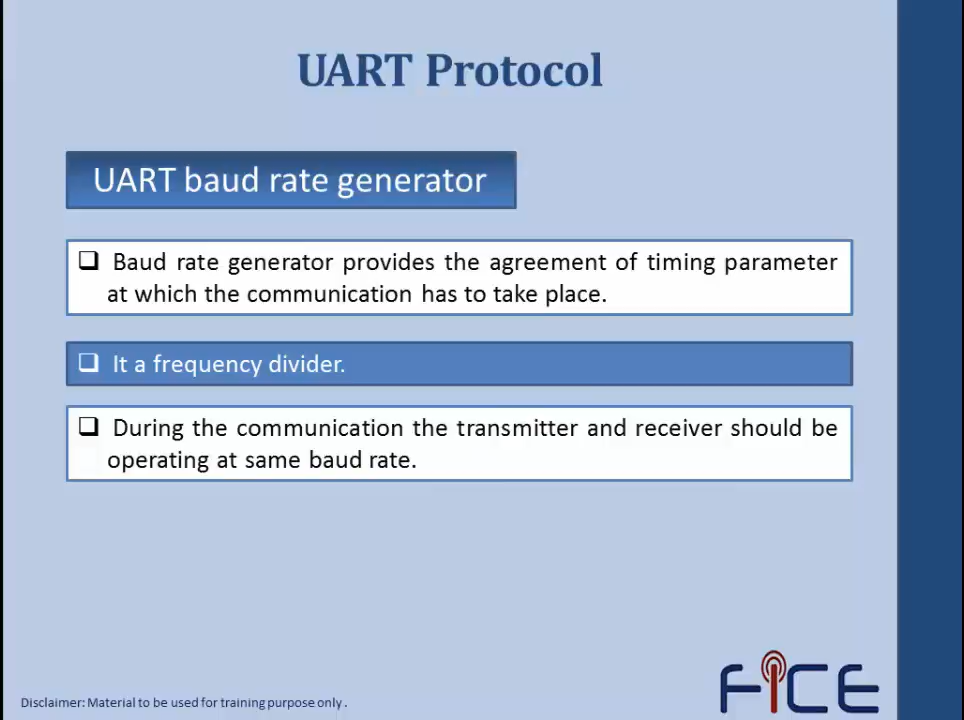 UART Protocol
UART baud rate generator
❑ Baud rate generator provides the agreement of timing parameter
at which the communication has to take place.
❑ It a frequency divider.
❑ During the communication the transmitter and receiver should be
operating at same baud rate.
FiCE
Disclaimer: Material to be used for training purpose only .